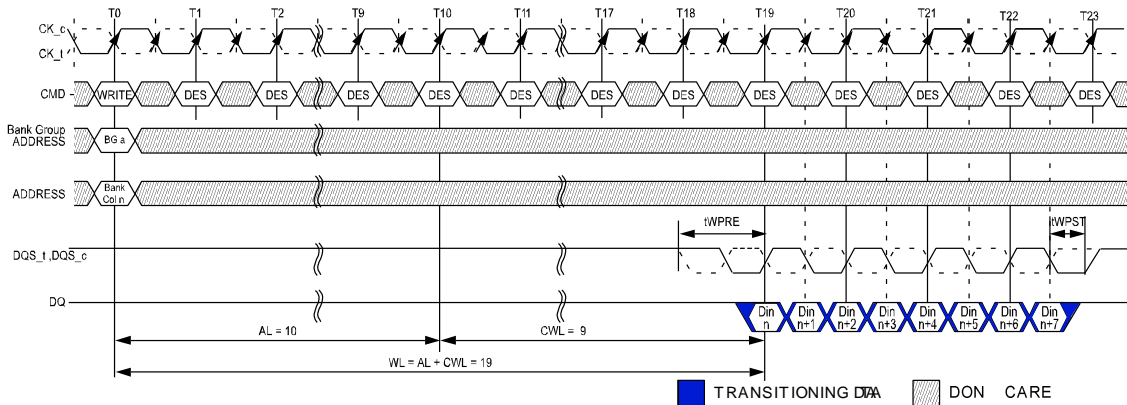 T0 T1 T2 T9 T10 T11 T17 T18 T19 T20 T21 T22 T23
CK_c
CK_t
CMD WRITE DES DES DES DES DES DES DES DES DES DES DES DES
Bank Group
ADDRESS BG a
ADDRESS Bank
Col n
tWPRE tWPST
DQS_t ,DQS_c
DQ Din n Din n+1 Din n+2 Din n+3 Din n+4 Din n+5 Din n+6 Din n+7
AL = 10 CWL = 9
WL = AL + CWL = 19
TRANSITIONING DATA DON CARE